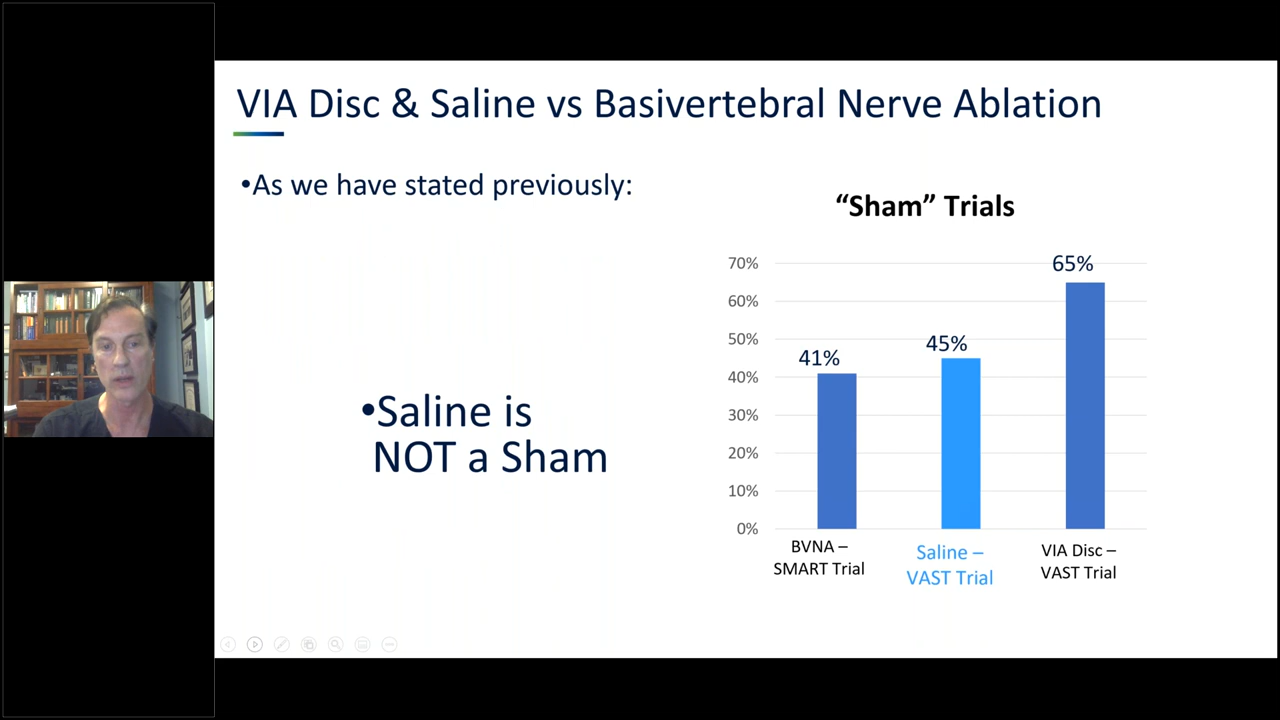 VIA Disc & Saline vs Basivertebral Nerve Ablation
•As we have stated previously:
•Saline is
NOT a Sham
“Sham” Trials
70%
60%
50%
40%
30%
20%
10%
0%
41%
45%
65%
BVNA –
SMART Trial
Saline –
VAST Trial
VIA Disc –
VAST Trial